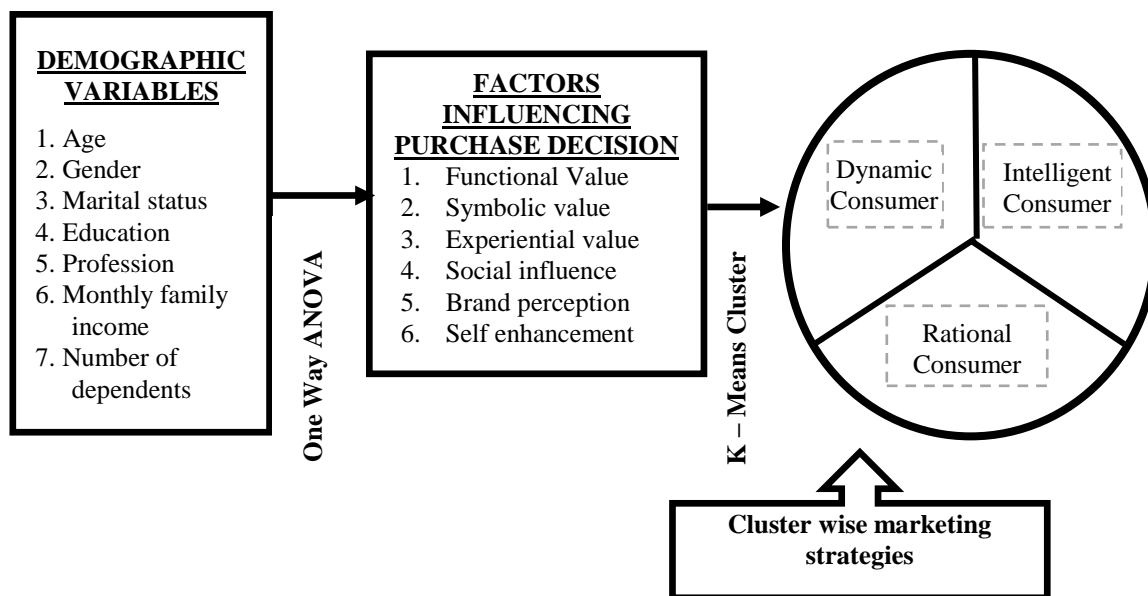 DEMOGRAPHIC
VARIABLES
1. Age
2. Gender
3. Marital status
4. Education
5. Profession
6. Monthly family
income
7. Number of
dependents
One Way ANOVA
FACTORS
INFLUENCING
PURCHASE DECISION
1. Functional Value
2. Symbolic value
3. Experiential value
4. Social influence
5. Brand perception
6. Self enhancement
K – Means Cluster
Dynamic
Consumer
Intelligent
Consumer
Rational
Consumer
Cluster wise marketing
strategies